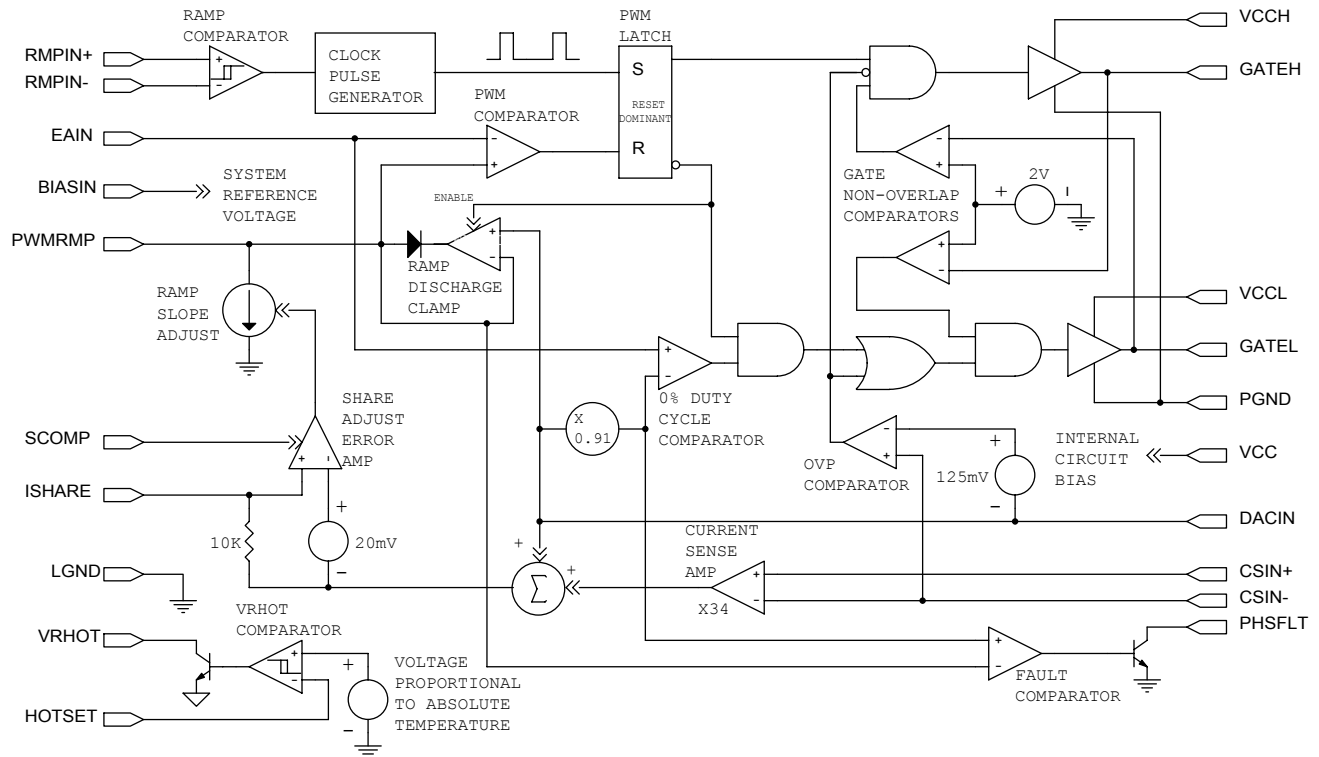 RAMP
COMPARATOR
PWM
LATCH
VCCH
RMPIN+
RMPIN-
+
-
CLOCK
PULSE
GENERATOR
S
RESET
DOMINANT
R
GATEH
PWM
COMPARATOR
EAIN
-
+
-
+
GATE
NON-OVERLAP
COMPARATORS
2V
+
-
BIASIN
SYSTEM
REFERENCE
VOLTAGE
ENABLE
PWMRMP
+
-
RAMP
DISCHARGE
CLAMP
+
-
RAMP
SLOPE
ADJUST
VCCL
GATEL
+
-
0% DUTY
CYCLE
COMPARATOR
PGND
SHARE
ADJUST
ERROR
AMP
X
0.91
SCOMP
+
-
-
+
OVP
COMPARATOR
+
125mV
-
INTERNAL
CIRCUIT
BIAS
VCC
ISHARE
10K
+
20mV
-
DACIN
CURRENT
SENSE
AMP
X34
+
+
Σ
+
-
CSIN+
CSIN-
LGND
VRHOT
COMPARATOR
VRHOT
+
-
+
-
VOLTAGE
PROPORTIONAL
TO ABSOLUTE
TEMPERATURE
HOTSET
+
-
FAULT
COMPARATOR
PHSFLT